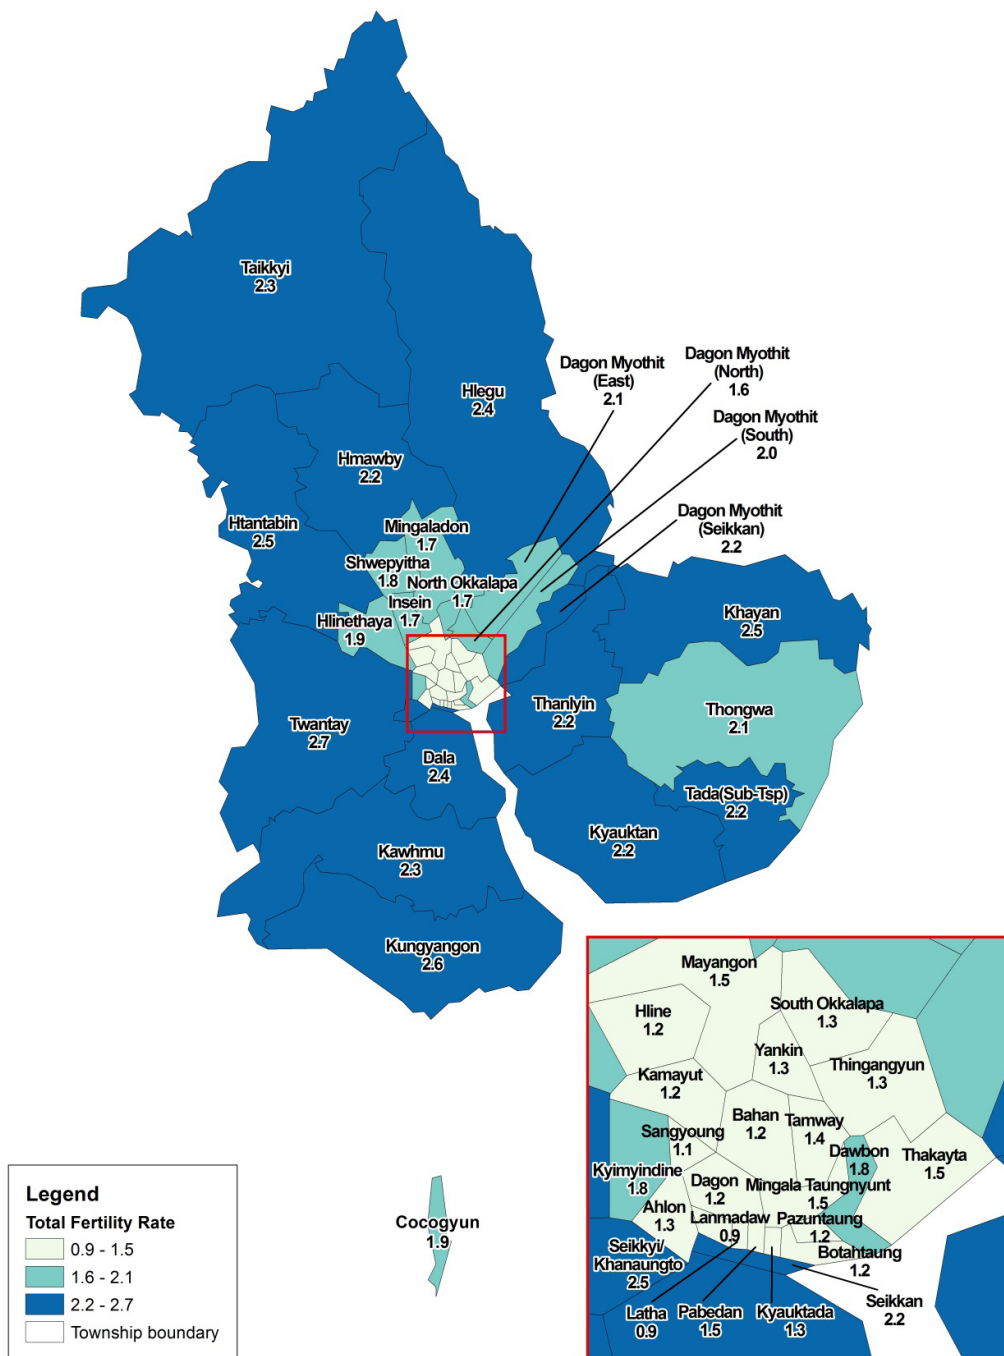 Taikkyi
2.3
Hlegu
2.4
Dagon Myothit
(East)
2.1
Dagon Myothit
(North)
1.6
Dagon Myothit
(South)
2.0
Dagon Myothit
(Seikkan)
2.2
Hmawby
2.2
Htantabin
2.5
Mingaladon
1.7
Shwepyitha
1.8
North Okkalapa
1.7
Insein
1.7
Hlinethaya
1.9
Khayan
2.5
Thongwa
2.1
Thanlyin
2.2
Twantay
2.7
Dala
2.4
Tada(Sub-Tsp)
2.2
Kyauktan
2.2
Kawhmu
2.3
Kungyangon
2.6
Mayangon
1.5
Hline
1.2
South Okkalapa
1.3
Yankin
1.3
Thingangyun
1.3
Kamayut
1.2
Bahan
1.2
Tamway
1.4
Sangyoung
1.1
Dawbon
1.8
Thakayta
1.5
Kyimyindine
1.8
Dagon
1.2
Mingala Taungnyunt
1.5
Ahlon
1.3
Lanmadaw
0.9
Pazuntaung
1.2
Botahtaung
1.2
Seikkyi/
Khanaungto
2.5
Latha
0.9
Pabedan
1.5
Kyauktada
1.3
Seikkan
2.2
Cocogyun
1.9
Legend
Total Fertility Rate
0.9 - 1.5
1.6 - 2.1
2.2 - 2.7
Township boundary